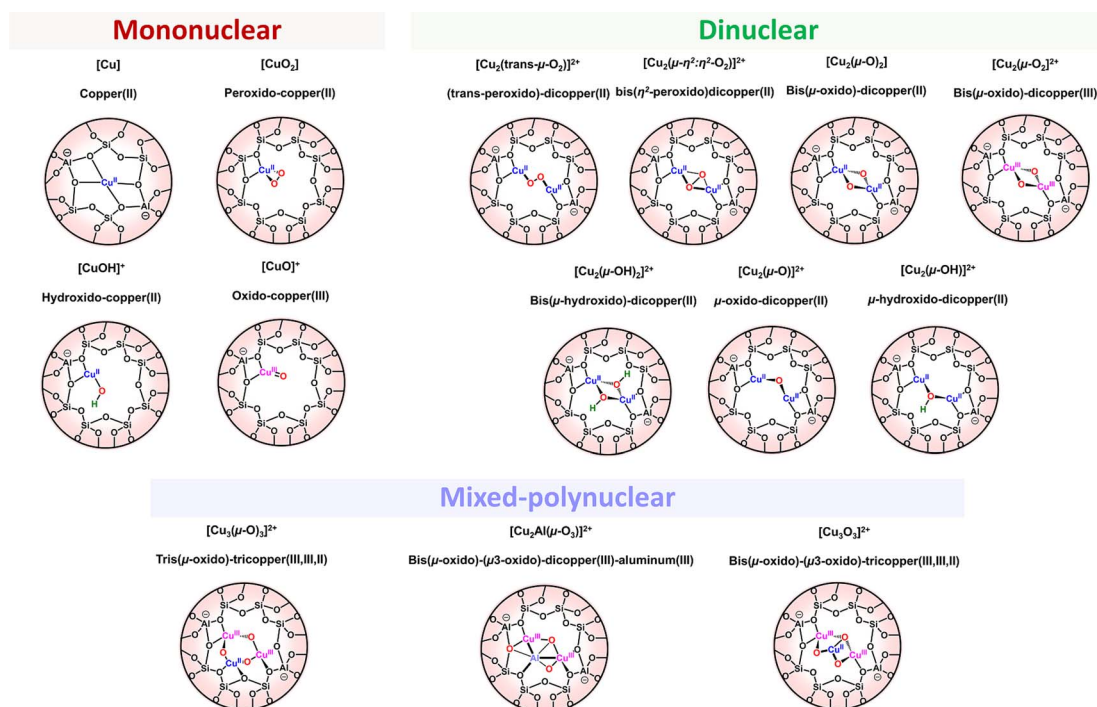 Mononuclear
Dinuclear
[Cu]
[CuO2]
[Cu2(trans-μ-O2)]2+
[Cu2(μ-η2:η2-O2)]2+
[Cu2(μ-O)2]
[Cu2(μ-O2]2+
Copper(II)
Peroxido-copper(II)
(trans-peroxido)-dicopper(II)
bis(η2-peroxido)dicopper(II)
Bis(μ-oxido)-dicopper(II)
Bis(μ-oxido)-dicopper(III)
[CuOH]+
[CuO]+
[Cu2(μ-OH)2]2+
[Cu2(μ-O)]2+
[Cu2(μ-OH)]2+
Hydroxido-copper(II)
Oxido-copper(III)
Bis(μ-hydroxido)-dicopper(II)
μ-oxido-dicopper(II)
μ-hydroxido-dicopper(II)
Mixed-polynuclear
[Cu3(μ-O)3]2+
[Cu2Al(μ-O3)]2+
[Cu3O3]2+
Tris(μ-oxido)-tricopper(III,III,II)
Bis(μ-oxido)-(μ3-oxido)-dicopper(III)-aluminum(III)
Bis(μ-oxido)-(μ3-oxido)-tricopper(III,III,II)